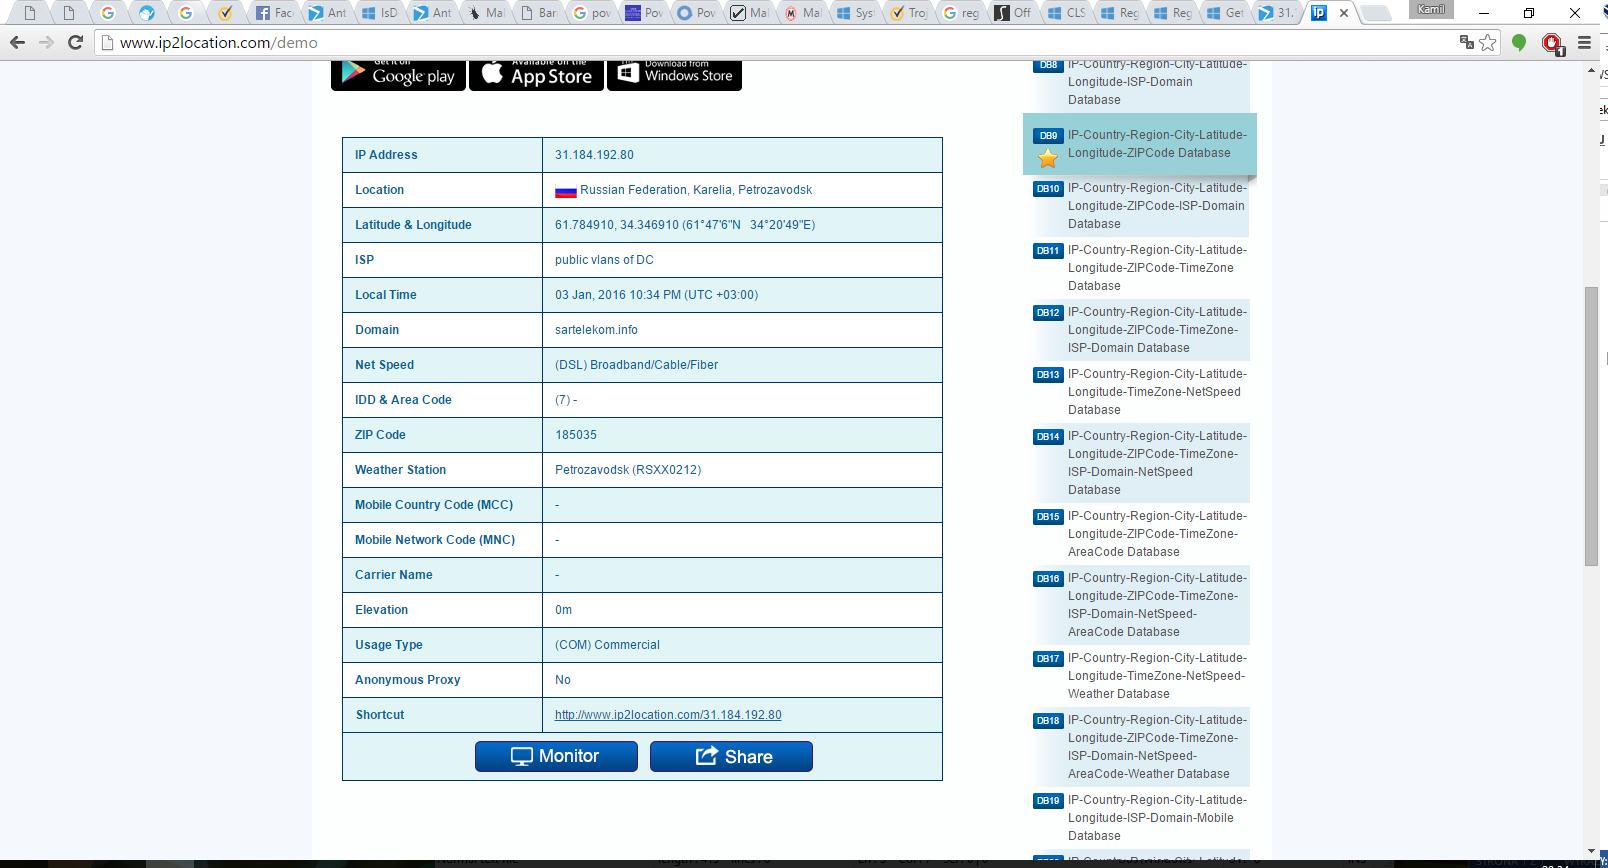 Fac
Ant
IsD
Ant
Mal
Bar
pov
Pov
Pov
Mal
Mal
Sys
Troj
reg
Off
CLS
Reg
Reg
Get
31.
Kamil
www.ip2location.com/demo
Get it on
Google play
Available on the
App Store
Download from
Windows Store
IP Address 31.184.192.80
Location Russian Federation, Karelia, Petrozavodsk
Latitude & Longitude 61.784910, 34.346910 (61°47'6"N 34°20'49"E)
ISP public vlans of DC
Local Time 03 Jan, 2016 10:34 PM (UTC +03:00)
Domain sartelekom.info
Net Speed (DSL) Broadband/Cable/Fiber
IDD & Area Code (7) -
ZIP Code 185035
Weather Station Petrozavodsk (RSXX0212)
Mobile Country Code (MCC) -
Mobile Network Code (MNC) -
Carrier Name -
Elevation 0m
Usage Type (COM) Commercial
Anonymous Proxy No
Shortcut http://www.ip2location.com/31.184.192.80
Monitor Share
DB8 IP-Country-Region-City-Latitude-
Longitude-ISP-Domain
Database
DB9 IP-Country-Region-City-Latitude-
Longitude-ZIPCode Database
DB10 IP-Country-Region-City-Latitude-
Longitude-ZIPCode-ISP-Domain
Database
DB11 IP-Country-Region-City-Latitude-
Longitude-ZIPCode-TimeZone
Database
DB12 IP-Country-Region-City-Latitude-
Longitude-ZIPCode-TimeZone-
ISP-Domain Database
DB13 IP-Country-Region-City-Latitude-
Longitude-TimeZone-NetSpeed
Database
DB14 IP-Country-Region-City-Latitude-
Longitude-ZIPCode-TimeZone-
ISP-Domain-NetSpeed
Database
DB15 IP-Country-Region-City-Latitude-
Longitude-ZIPCode-TimeZone-
AreaCode Database
DB16 IP-Country-Region-City-Latitude-
Longitude-ZIPCode-TimeZone-
ISP-Domain-NetSpeed-
AreaCode Database
DB17 IP-Country-Region-City-Latitude-
Longitude-TimeZone-NetSpeed-
Weather Database
DB18 IP-Country-Region-City-Latitude-
Longitude-ZIPCode-TimeZone-
ISP-Domain-NetSpeed-
AreaCode-Weather Database
DB19 IP-Country-Region-City-Latitude-
Longitude-ISP-Domain-Mobile
Database